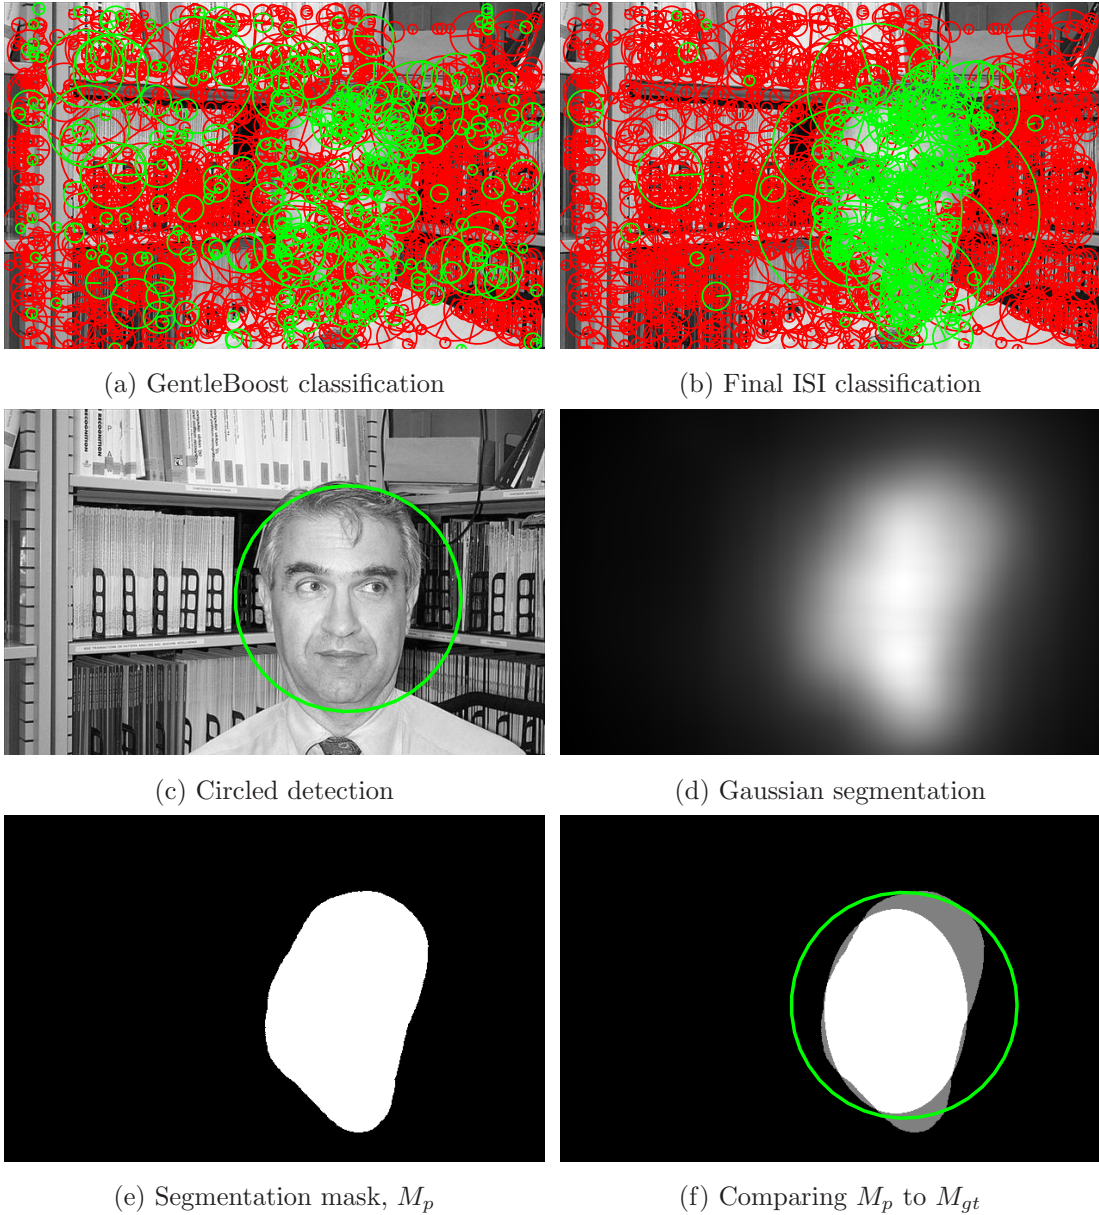 (a) GentleBoost classification
(b) Final ISI classification
(c) Circled detection
(d) Gaussian segmentation
(e) Segmentation mask, M_p
(f) Comparing M_p to M_gt